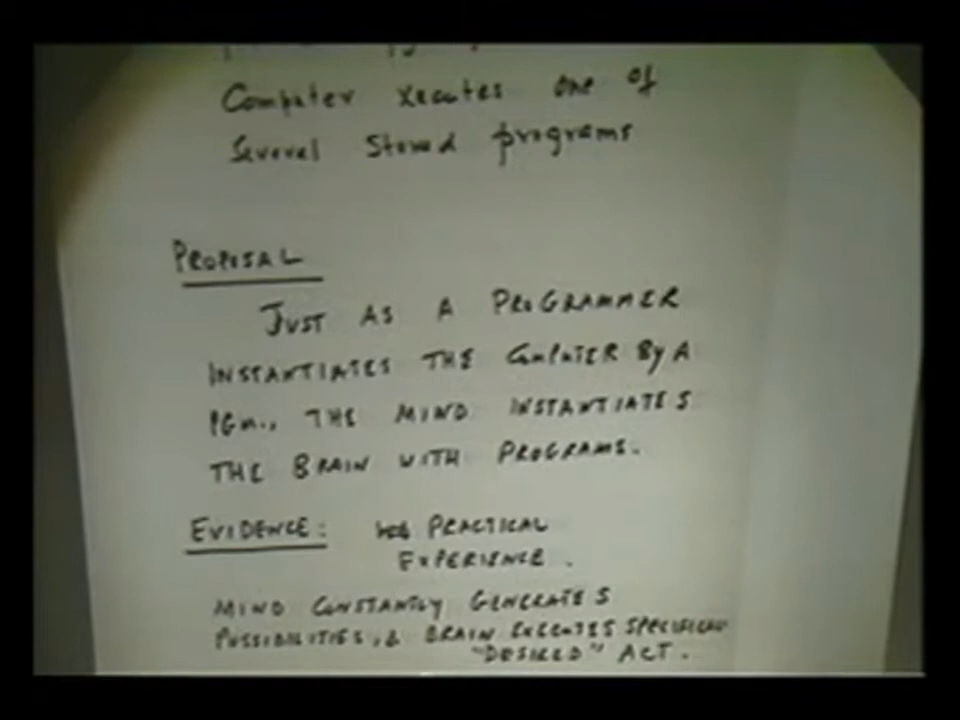 Computer xecutes one of
Several Stored programs
PROPOSAL
JUST AS A PROGRAMMER
INSTANTIATES THE COMPUTER BY A
PGM., THE MIND INSTANTIATES
THE BRAIN WITH PROGRAMS.
EVIDENCE: PRACTICAL
EXPERIENCE.
MIND CONSTANTLY GENERATES
POSSIBILITIES, & BRAIN EXECUTES
"DESIRED" ACT.